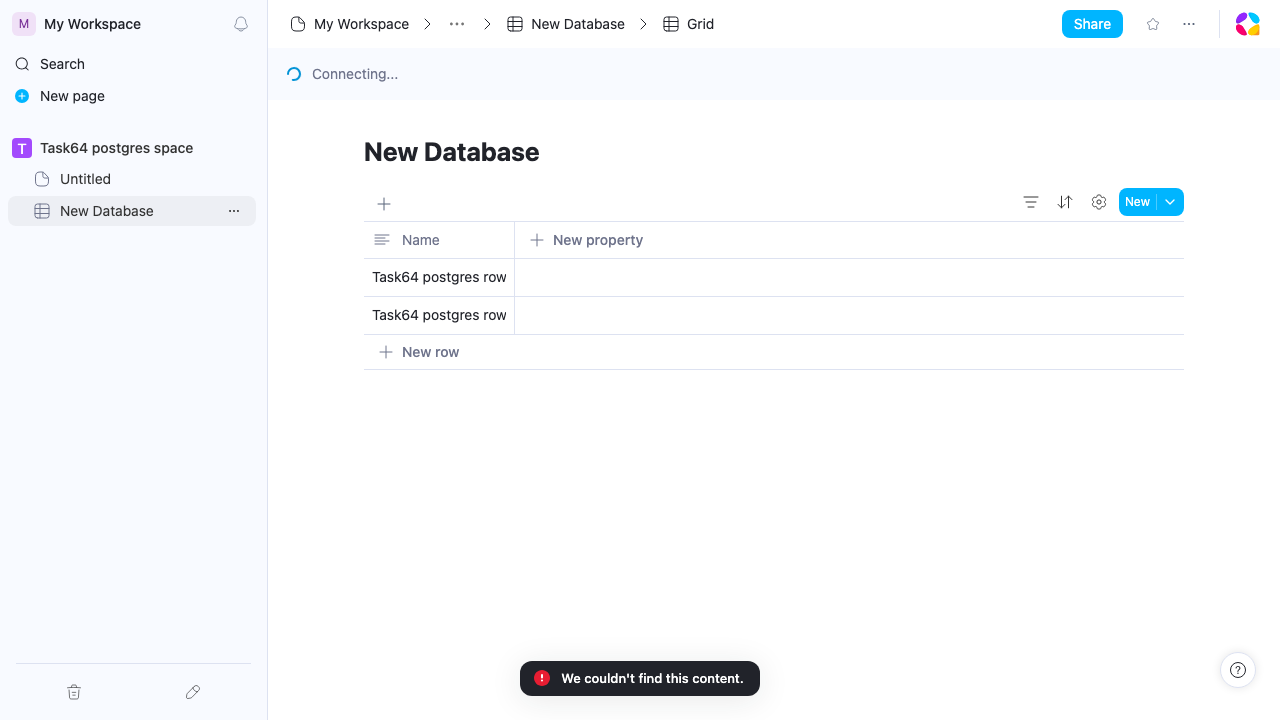 M My Workspace
Search
New page
T Task64 postgres space
Untitled
New Database
My Workspace
New Database
Grid
Share
Connecting...
New Database
New
Name
New property
Task64 postgres row
Task64 postgres row
New row
We couldn't find this content.